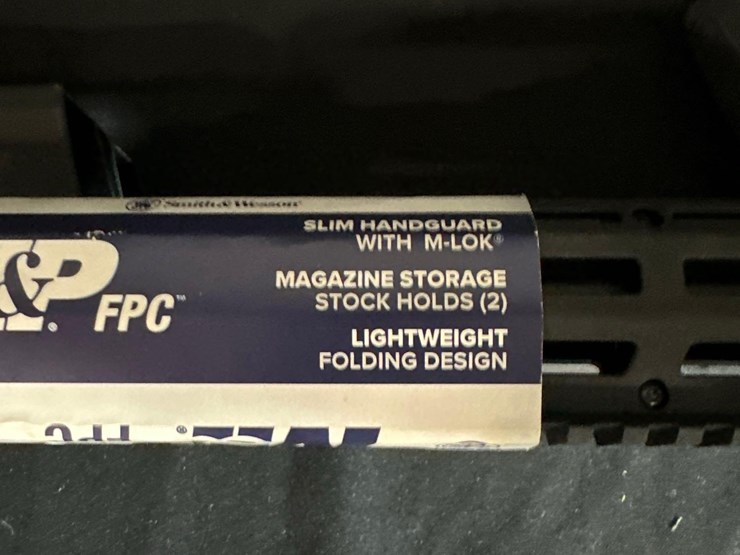 Smith & Wesson
SLIM HANDGUARD
WITH M-LOK®
M&P® FPC™
MAGAZINE STORAGE
STOCK HOLDS (2)
LIGHTWEIGHT
FOLDING DESIGN